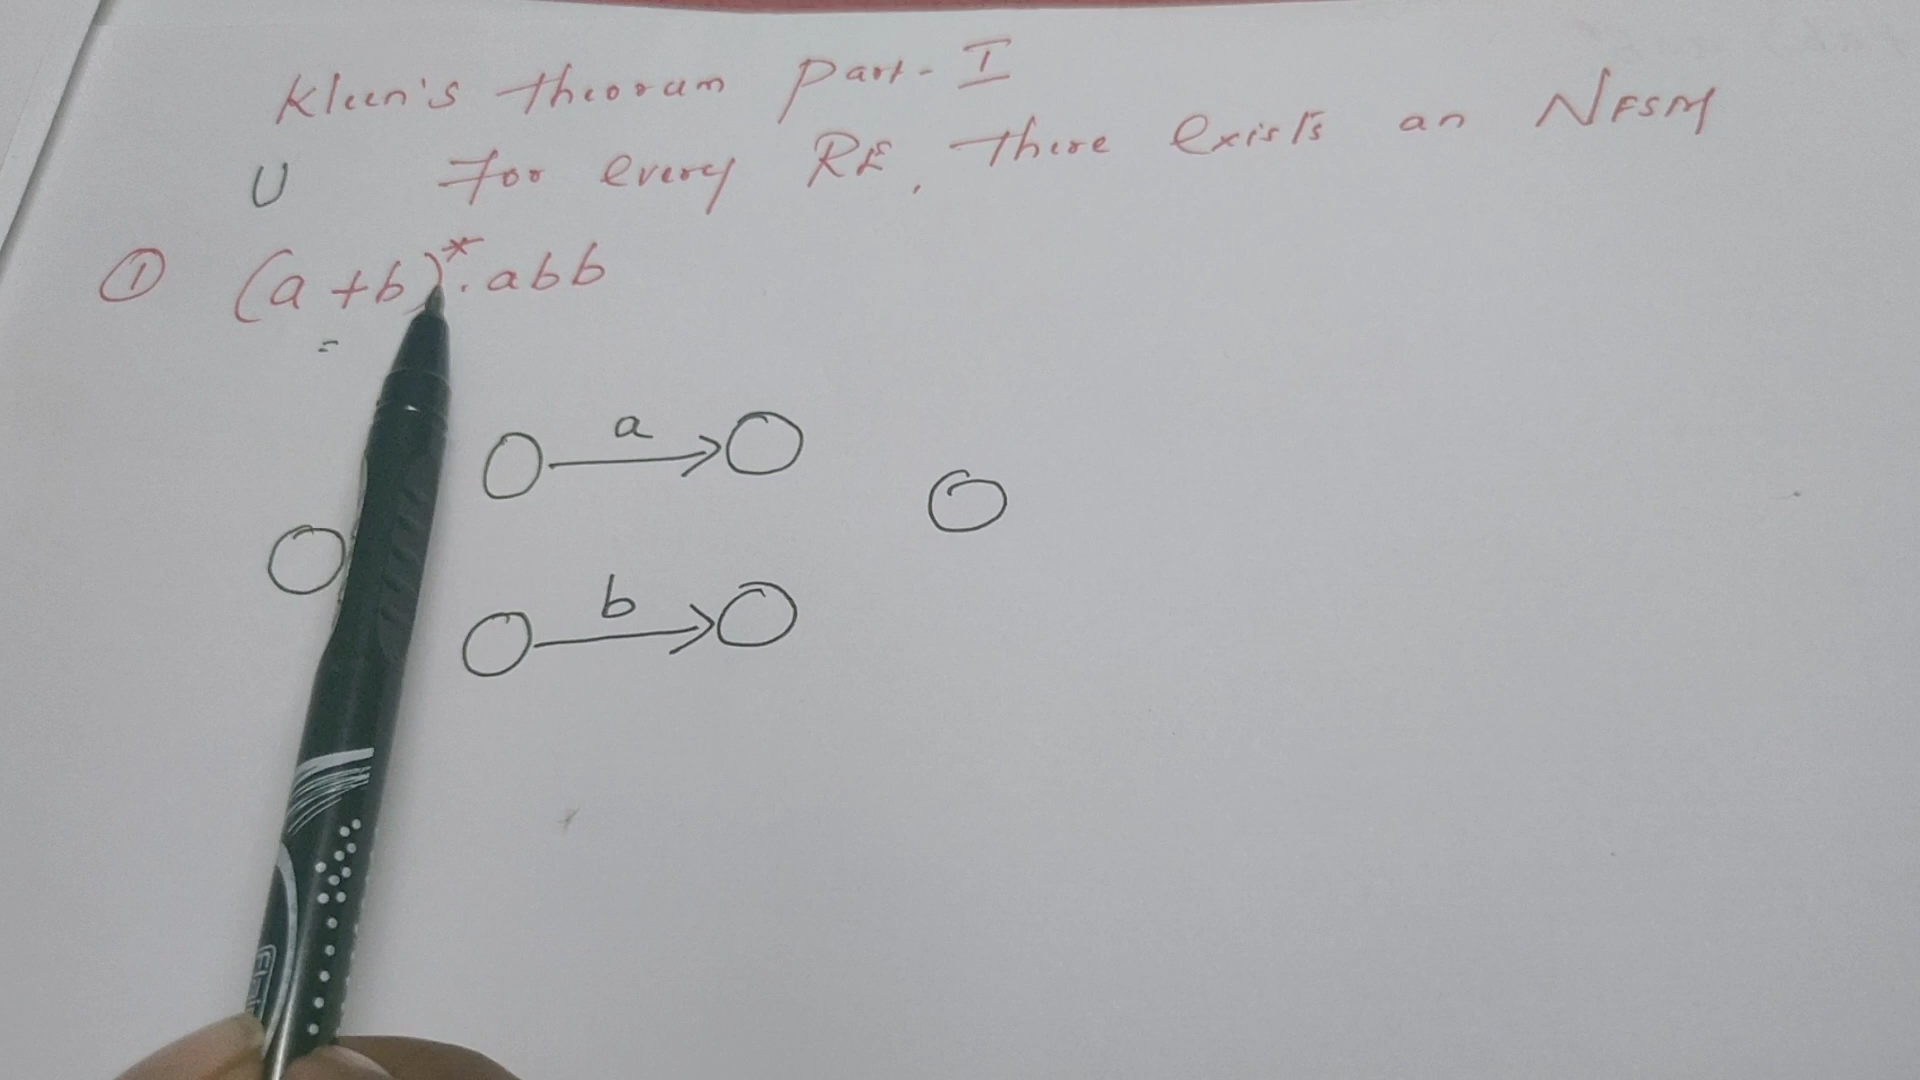 Kleen's theoram part-I
U For every RE, there exists an NFSM
① (a+b)*.abb
=
a
b